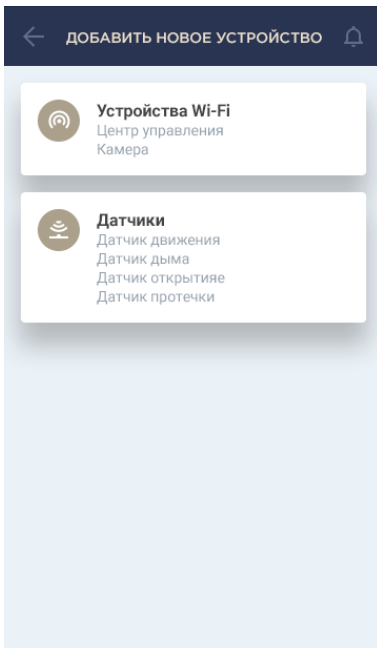 ДОБАВИТЬ НОВОЕ УСТРОЙСТВО
Устройства Wi-Fi
Центр управления
Камера
Датчики
Датчик движения
Датчик дыма
Датчик открытияе
Датчик протечки